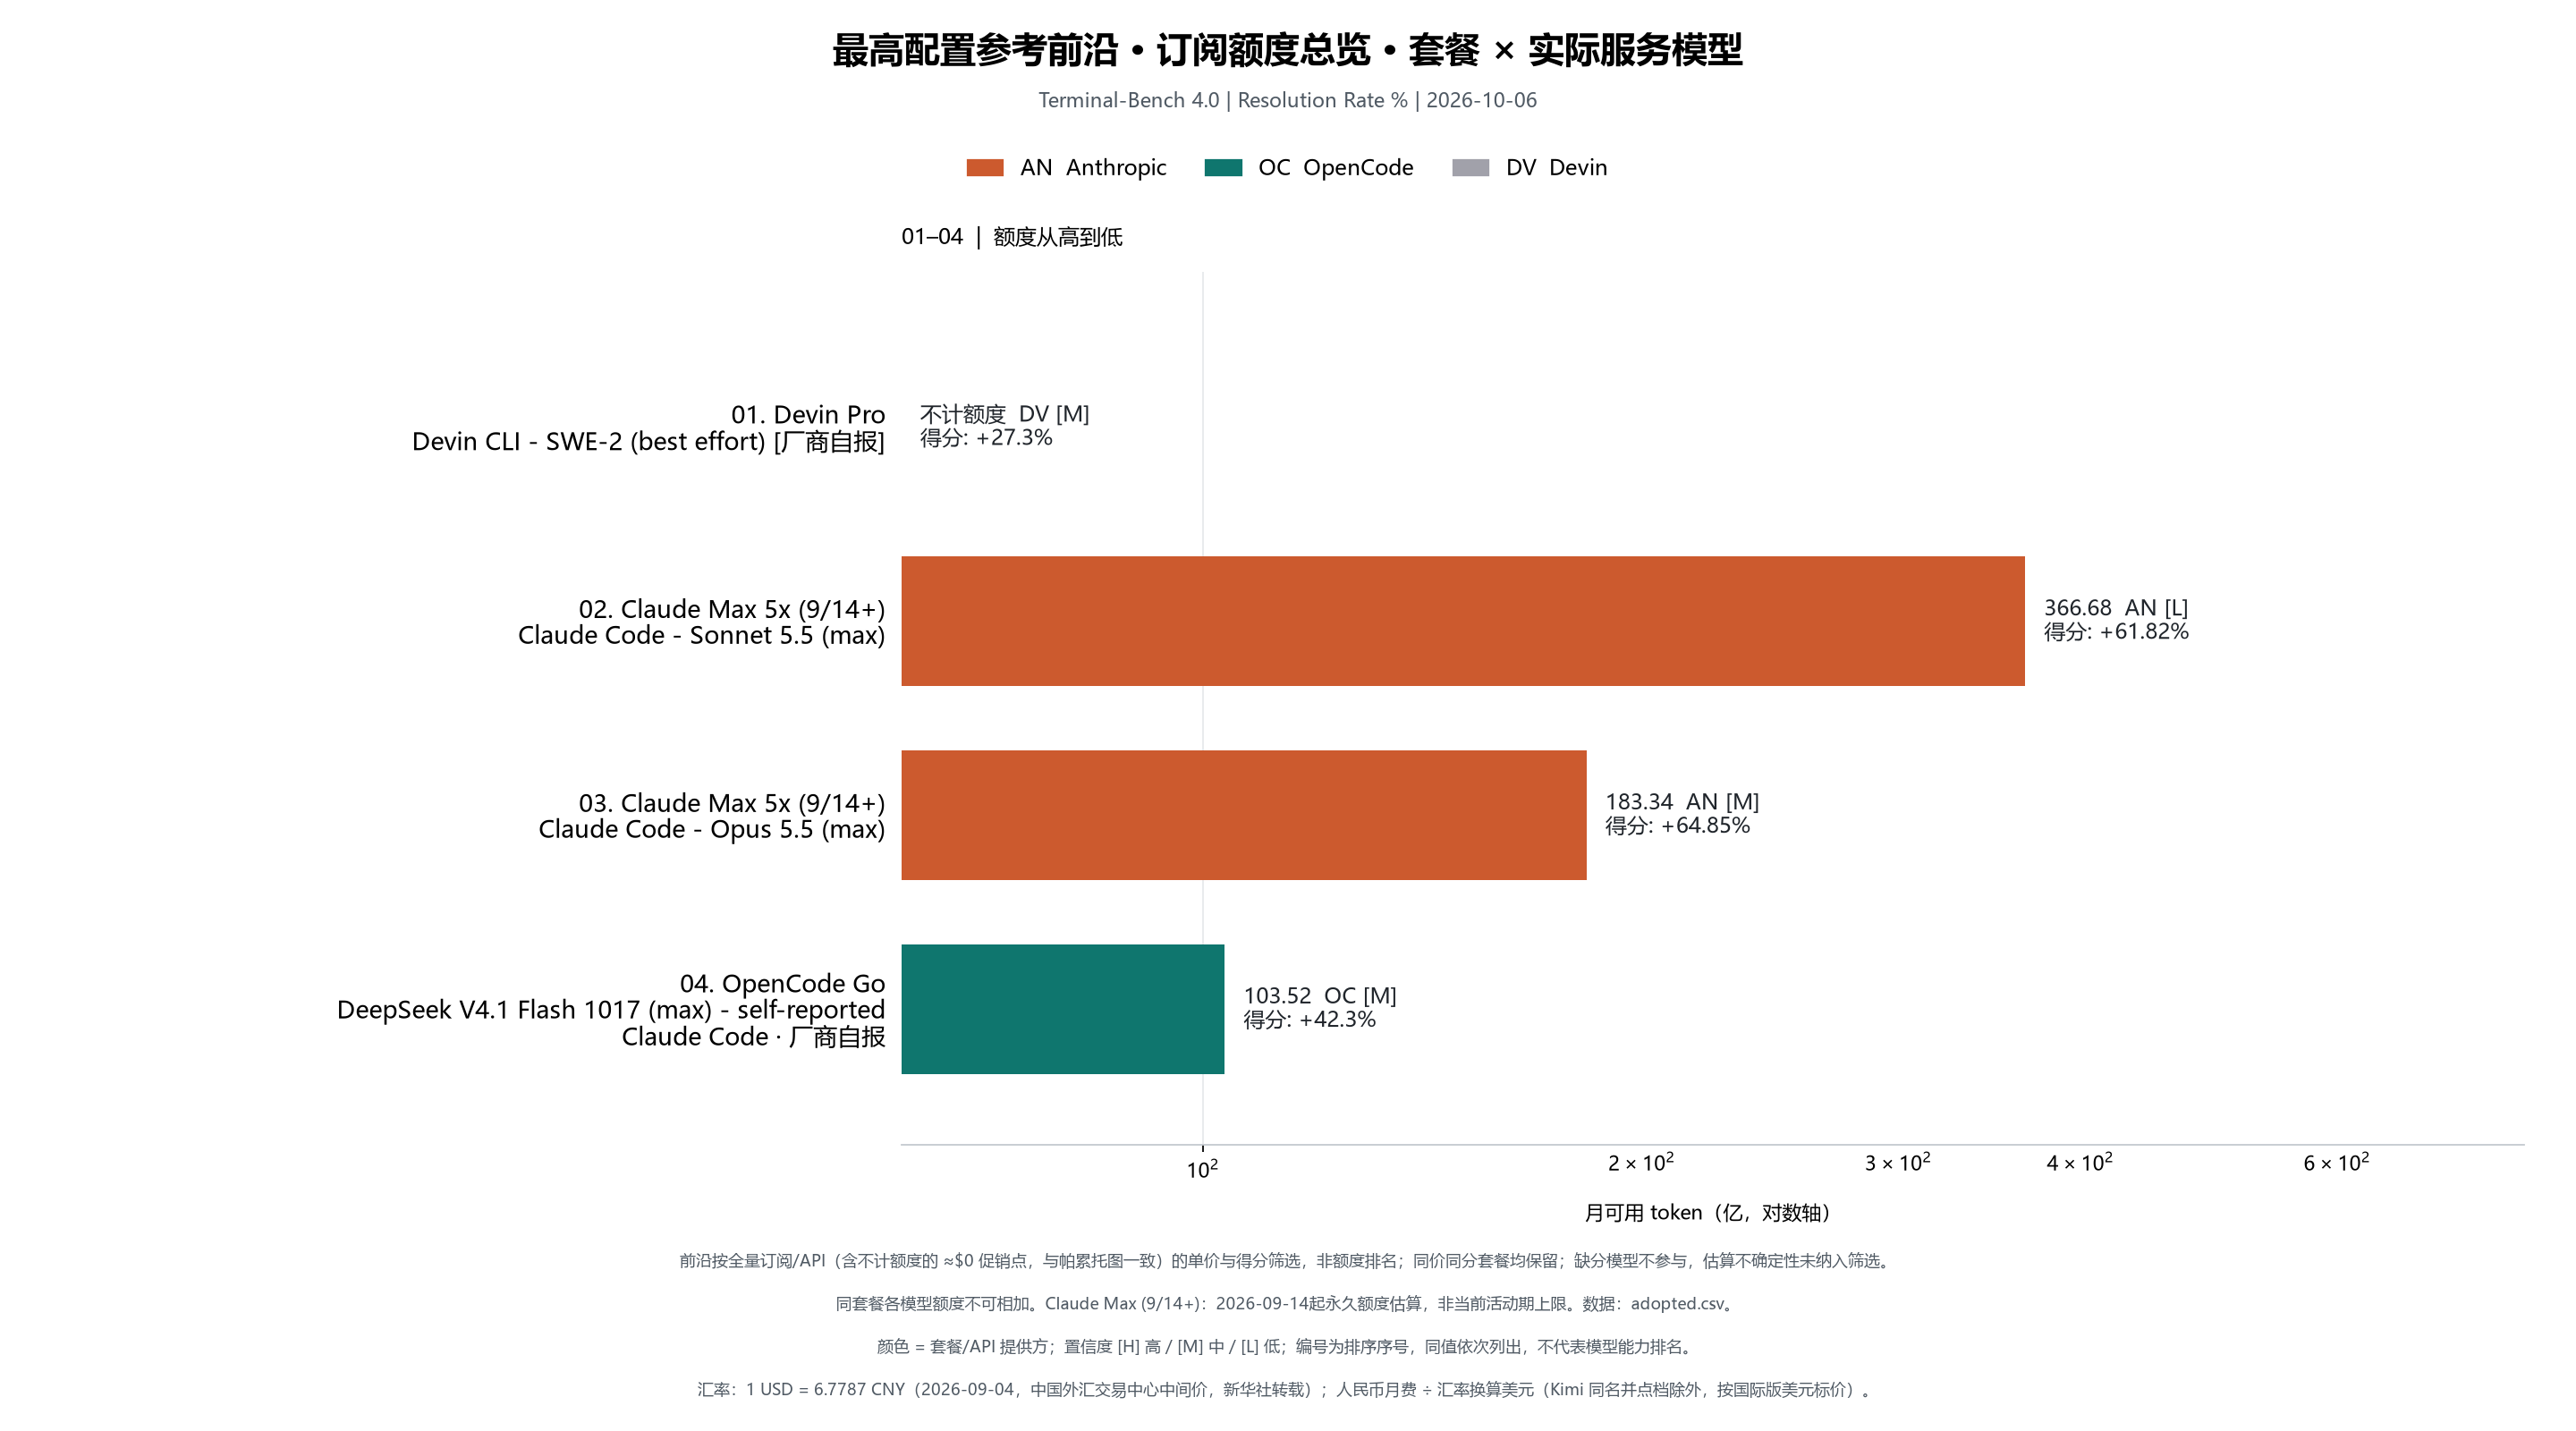 最高配置参考前沿 • 订阅额度总览 • 套餐 × 实际服务模型
Terminal-Bench 4.0 | Resolution Rate % | 2026-10-06
AN Anthropic
OC OpenCode
DV Devin
01–04 | 额度从高到低
01. Devin Pro
Devin CLI - SWE-2 (best effort) [厂商自报]
不计额度 DV [M]
得分: +27.3%
02. Claude Max 5x (9/14+)
Claude Code - Sonnet 5.5 (max)
366.68 AN [L]
得分: +61.82%
03. Claude Max 5x (9/14+)
Claude Code - Opus 5.5 (max)
183.34 AN [M]
得分: +64.85%
04. OpenCode Go
DeepSeek V4.1 Flash 1017 (max) - self-reported
Claude Code · 厂商自报
103.52 OC [M]
得分: +42.3%
10²
2 × 10²
3 × 10²
4 × 10²
6 × 10²
月可用 token（亿，对数轴）
前沿按全量订阅/API（含不计额度的 ≈$0 促销点，与帕累托图一致）的单价与得分筛选，非额度排名；同价同分套餐均保留；缺分模型不参与，估算不确定性未纳入筛选。
同套餐各模型额度不可相加。Claude Max (9/14+)：2026-09-14起永久额度估算，非当前活动期上限。数据：adopted.csv。
颜色 = 套餐/API 提供方；置信度 [H] 高 / [M] 中 / [L] 低；编号为排序序号，同值依次列出，不代表模型能力排名。
汇率：1 USD = 6.7787 CNY（2026-09-04，中国外汇交易中心中间价，新华社转载）；人民币月费 ÷ 汇率换算美元（Kimi 同名并点档除外，按国际版美元标价）。